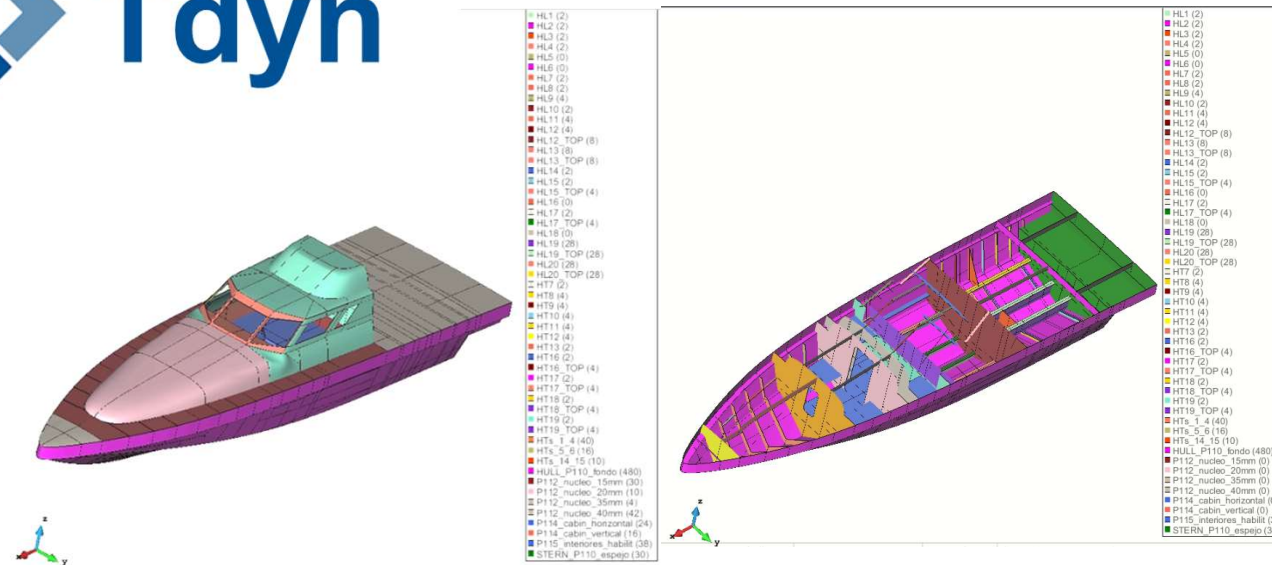 Tdyn
HL1 (2)
HL2 (2)
HL3 (2)
HL4 (2)
HL5 (0)
HL6 (0)
HL7 (2)
HL8 (2)
HL9 (4)
HL10 (2)
HL11 (4)
HL12 (4)
HL12_TOP (8)
HL13 (8)
HL13_TOP (8)
HL14 (2)
HL15 (2)
HL15_TOP (4)
HL16 (0)
HL17 (2)
HL17_TOP (4)
HL18 (0)
HL19 (28)
HL19_TOP (28)
HL20 (28)
HL20_TOP (28)
HT7 (2)
HT8 (4)
HT9 (4)
HT10 (4)
HT11 (4)
HT12 (4)
HT13 (2)
HT16 (2)
HT16_TOP (4)
HT17 (2)
HT17_TOP (4)
HT18 (2)
HT18_TOP (4)
HT19 (2)
HT19_TOP (4)
HTs_1_4 (40)
HTs_5_6 (16)
HTs_14_15 (10)
HULL_P110_fondo (480)
P112_nucleo_15mm (30)
P112_nucleo_20mm (10)
P112_nucleo_35mm (4)
P112_nucleo_40mm (42)
P114_cabin_horizontal (24)
P114_cabin_vertical (16)
P115_interiores_habilit (38)
STERN_P110_espejo (30)
z
x
y
HL1 (2)
HL2 (2)
HL3 (2)
HL4 (2)
HL5 (0)
HL6 (0)
HL7 (2)
HL8 (2)
HL9 (4)
HL10 (2)
HL11 (4)
HL12 (4)
HL12_TOP (8)
HL13 (8)
HL13_TOP (8)
HL14 (2)
HL15 (2)
HL15_TOP (4)
HL16 (0)
HL17 (2)
HL17_TOP (4)
HL18 (0)
HL19 (28)
HL19_TOP (28)
HL20 (28)
HL20_TOP (28)
HT7 (2)
HT8 (4)
HT9 (4)
HT10 (4)
HT11 (4)
HT12 (4)
HT13 (2)
HT16 (2)
HT16_TOP (4)
HT17 (2)
HT17_TOP (4)
HT18 (2)
HT18_TOP (4)
HT19 (2)
HT19_TOP (4)
HTs_1_4 (40)
HTs_5_6 (16)
HTs_14_15 (10)
HULL_P110_fondo (480)
P112_nucleo_15mm (0)
P112_nucleo_20mm (0)
P112_nucleo_35mm (0)
P112_nucleo_40mm (0)
P114_cabin_horizontal
P114_cabin_vertical (0)
P115_interiores_habilit
STERN_P110_espejo
z
x
y